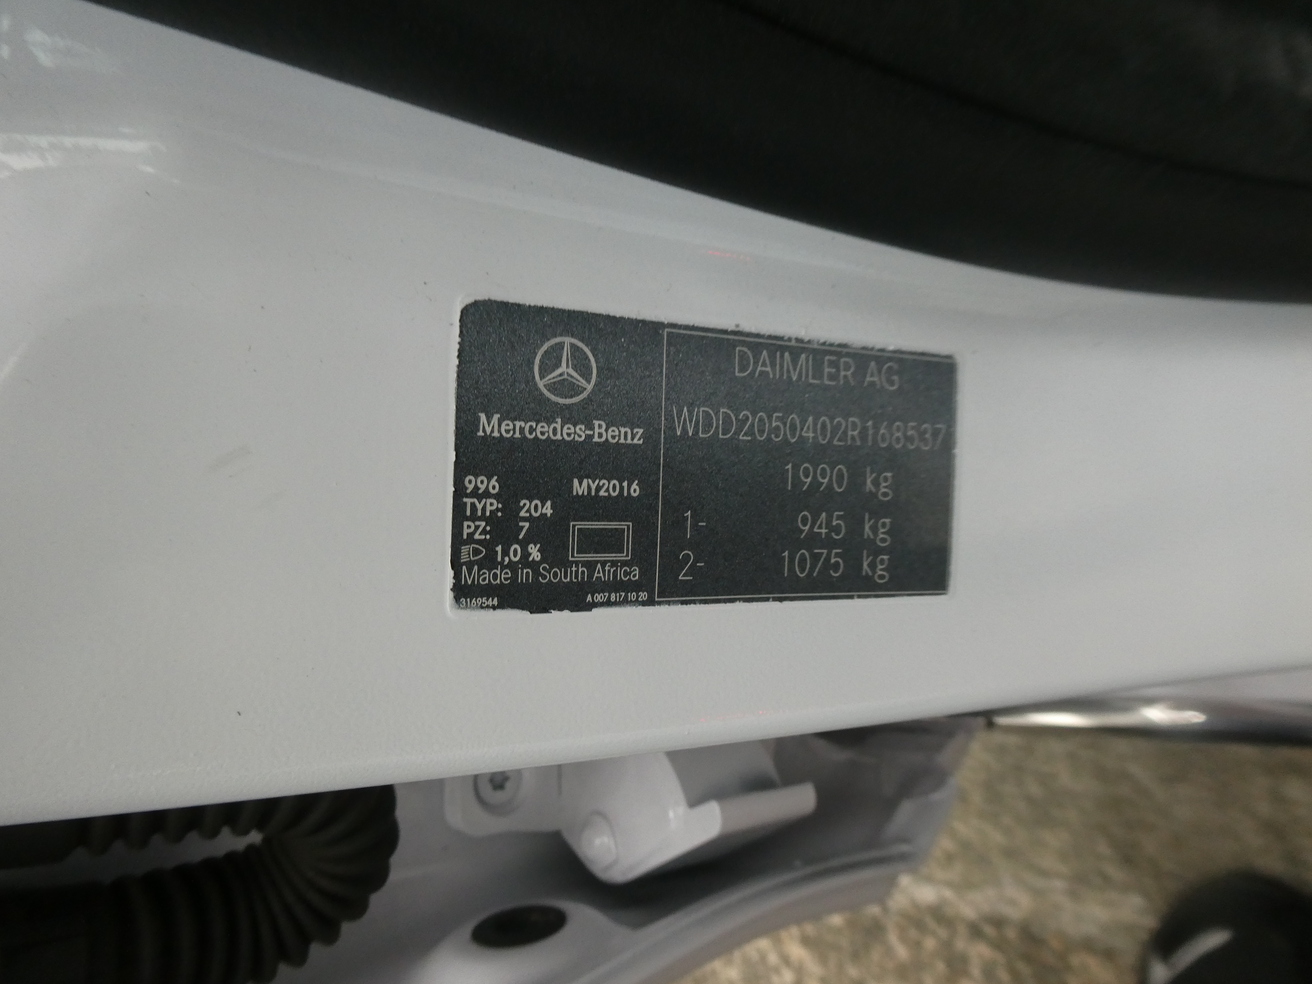 Mercedes-Benz
996 MY2016
TYP: 204
PZ: 7
1,0 %
Made in South Africa
3169544 A 007 817 10 20
DAIMLER AG
WDD2050402R168537
1990 kg
1- 945 kg
2- 1075 kg